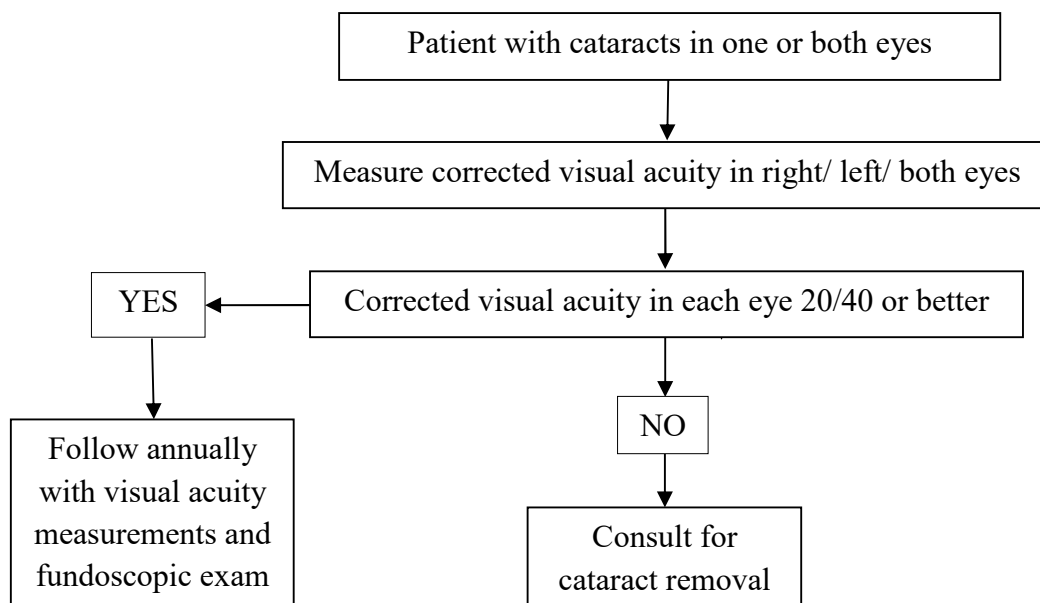 Patient with cataracts in one or both eyes
Measure corrected visual acuity in right/ left/ both eyes
YES
Corrected visual acuity in each eye 20/40 or better
NO
Follow annually
with visual acuity
measurements and
fundoscopic exam
Consult for
cataract removal